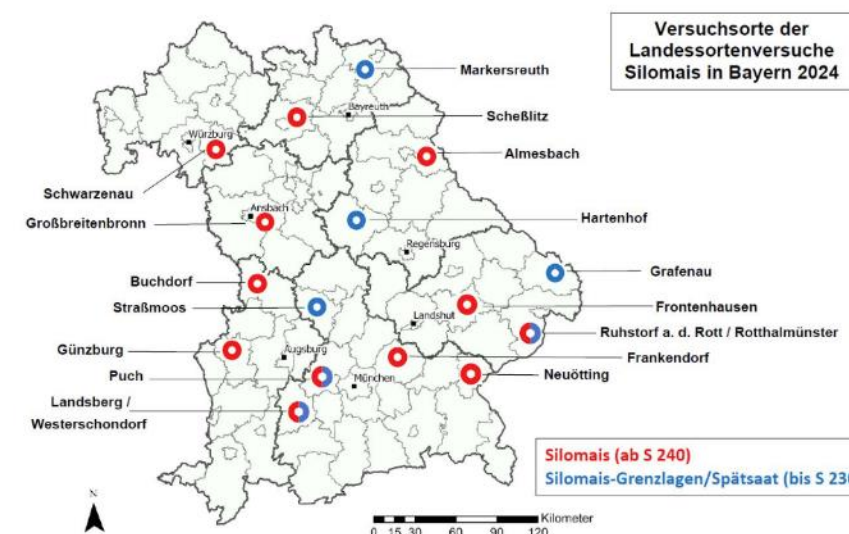 Versuchsorte der
Landessortenversuche
Silomais in Bayern 2024
Markersreuth
Scheßlitz
Bayreuth
Würzburg
Almesbach
Schwarzenau
Ansbach
Großbreitenbronn
Hartenhof
Regensburg
Grafenau
Buchdorf
Straßmoos
Frontenhausen
Landshut
Ruhstorf a. d. Rott / Rotthalmünster
Günzburg
Augsburg
Frankendorf
Puch
München
Neuötting
Landsberg /
Westerschondorf
Silomais (ab S 240)
Silomais-Grenzlagen/Spätsaat (bis S 230
N
Kilometer
0 15 30 60 90 120